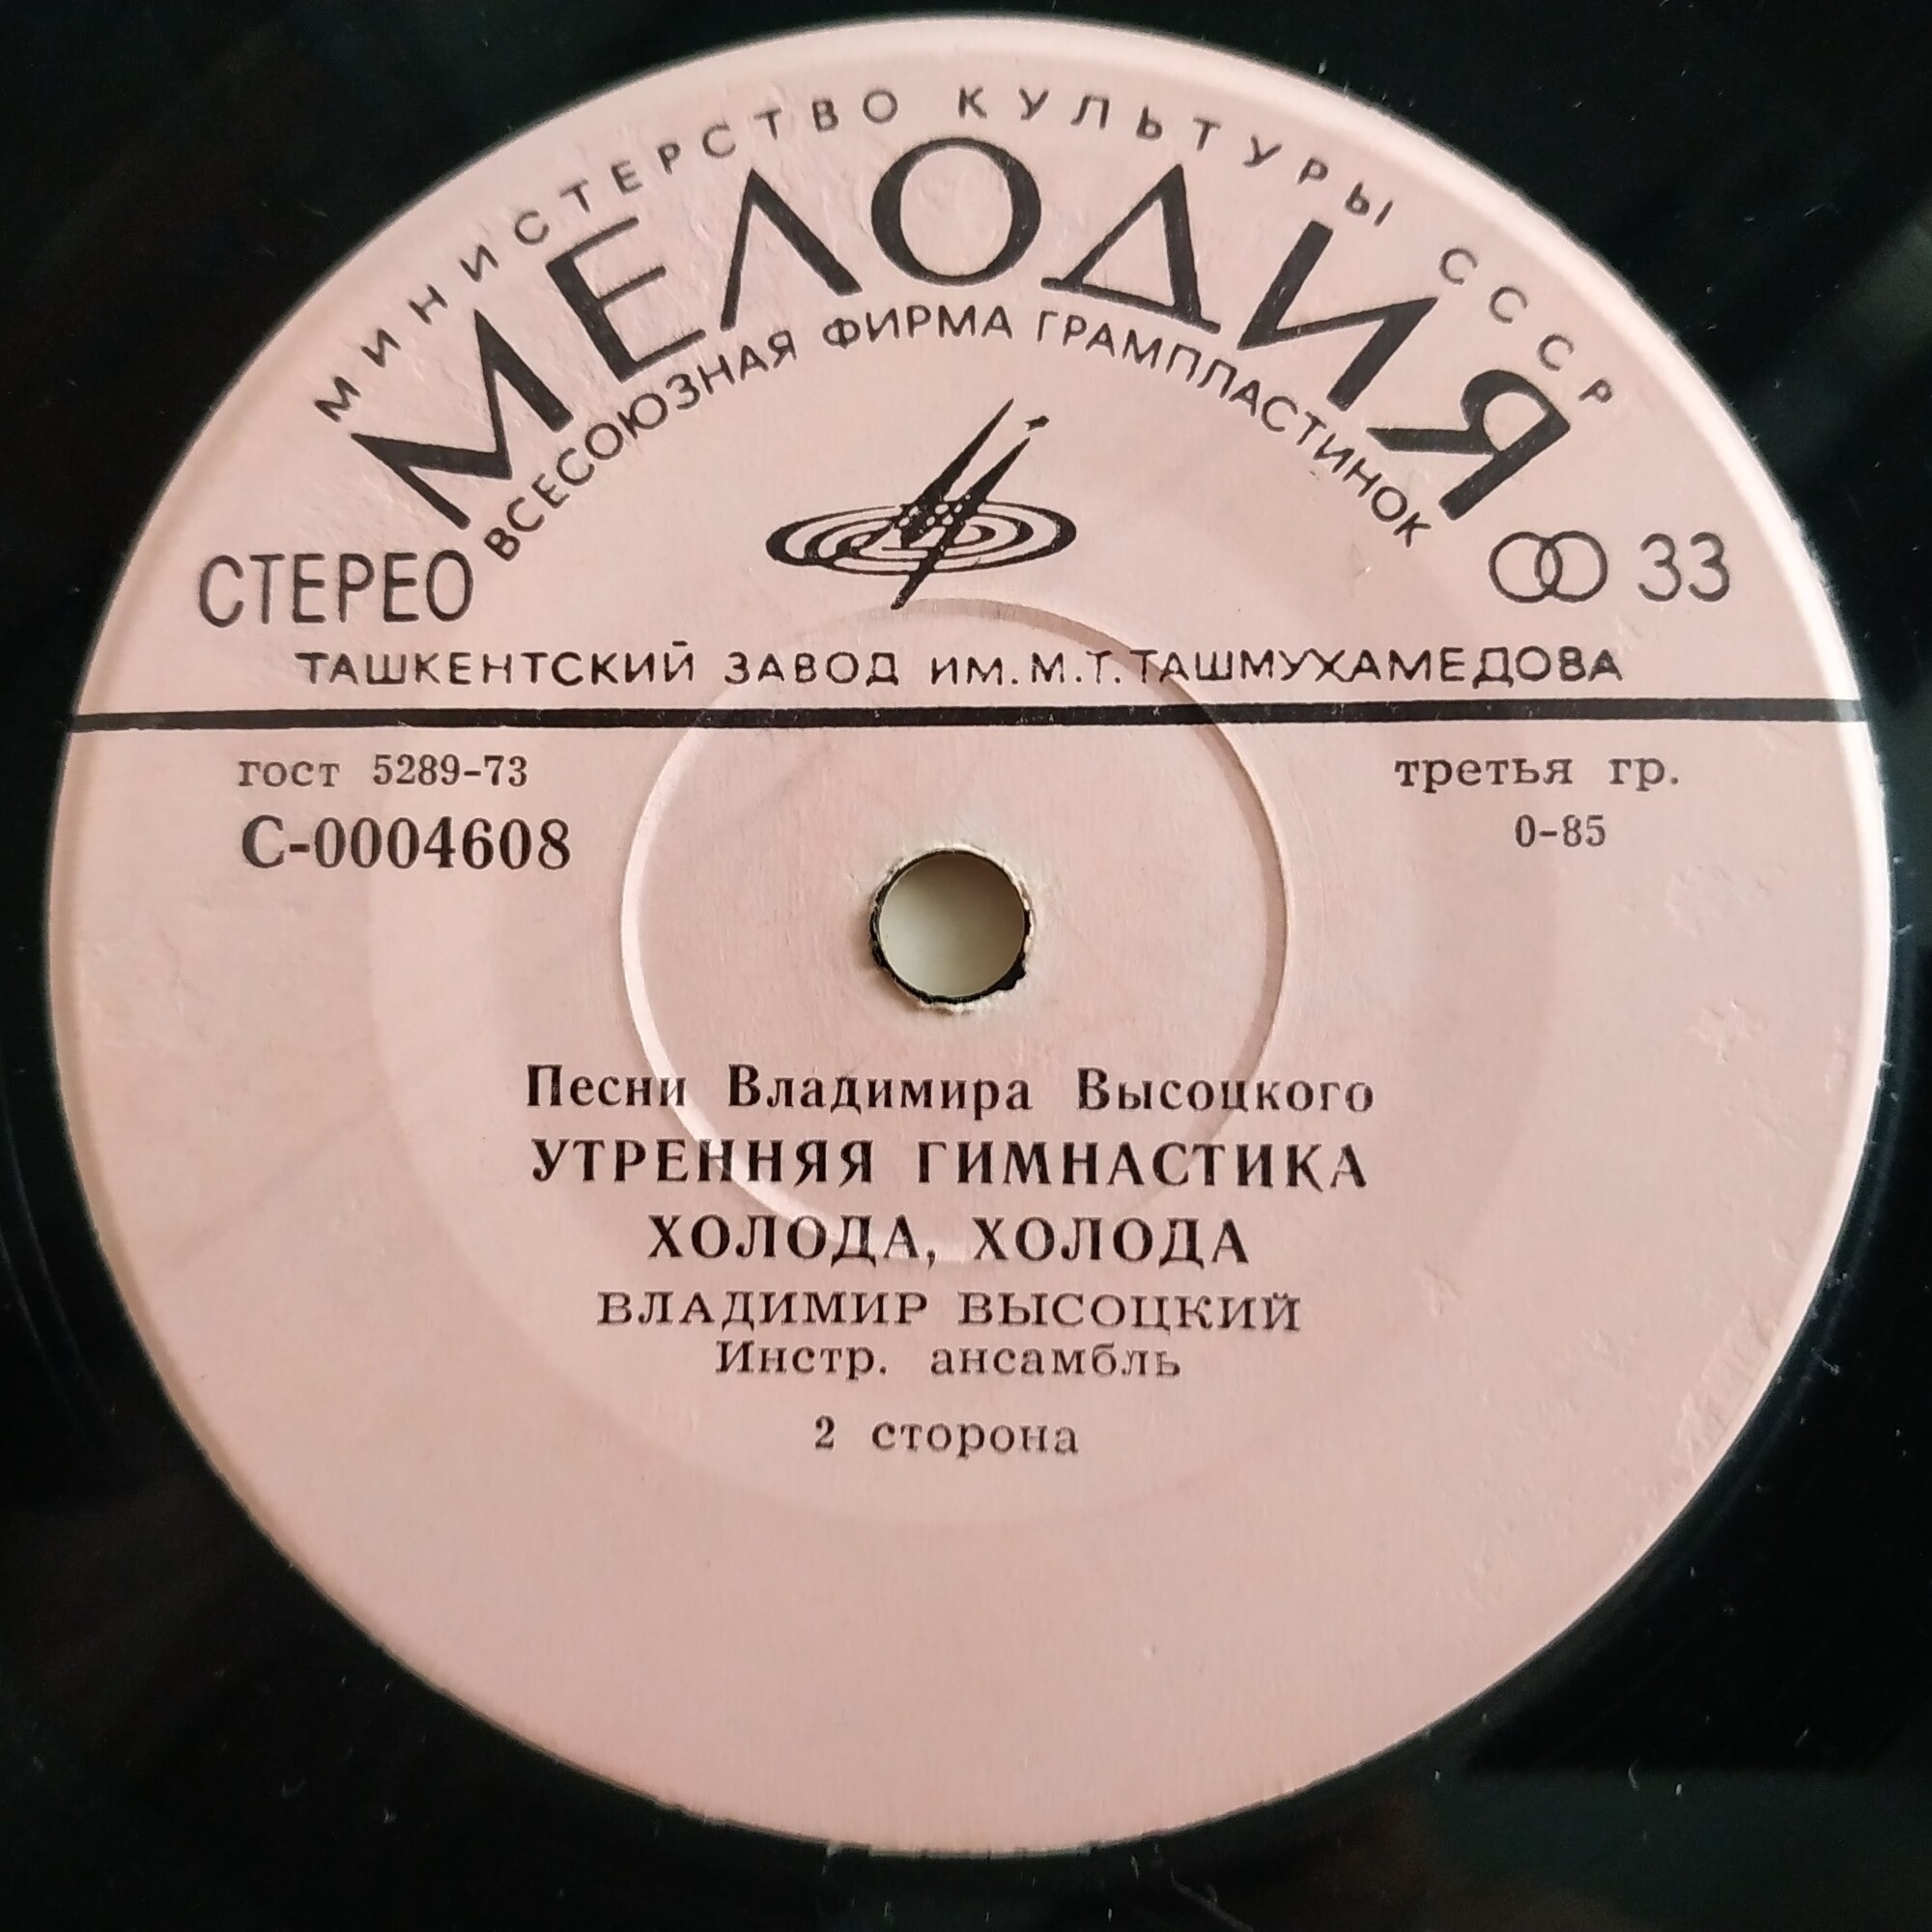 МИНИСТЕРСТВО КУЛЬТУРЫ СССР
МЕЛОДИЯ
ВСЕСОЮЗНАЯ ФИРМА ГРАМПЛАСТИНОК
СТЕРЕО
33
ТАШКЕНТСКИЙ ЗАВОД ИМ. М.Т. ТАШМУХАМЕДОВА
гост 5289-73
третья гр.
С-0004608
0-85
Песни Владимира Высоцкого
УТРЕННЯЯ ГИМНАСТИКА
ХОЛОДА, ХОЛОДА
ВЛАДИМИР ВЫСОЦКИЙ
Инстр. ансамбль
2 сторона